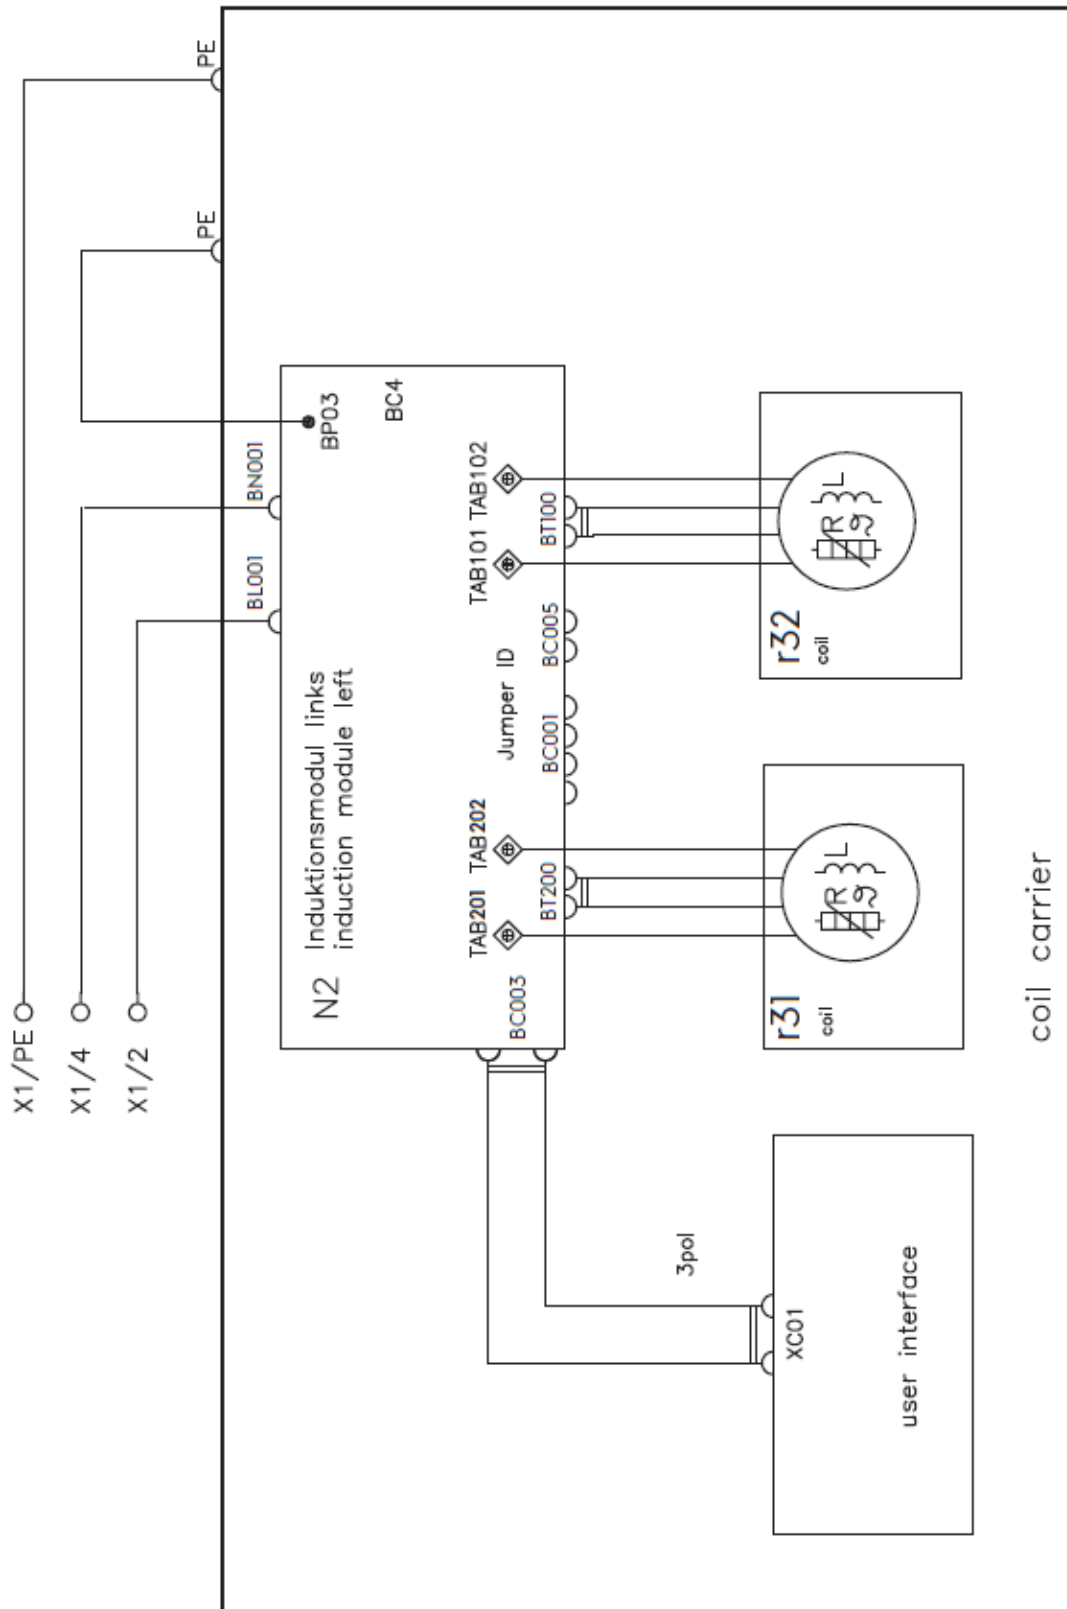 X1/PE
X1/4
X1/2
PE
PE
BL001
BN001
N2
Induktionsmodul links
induction module left
BP03
BC4
TAB201
TAB202
Jumper ID
TAB101
TAB102
BC003
BT200
BC001
BC005
BT100
3pol
XC01
user interface
r31
coil
R
L
ϑ
r32
coil
R
L
ϑ
coil carrier